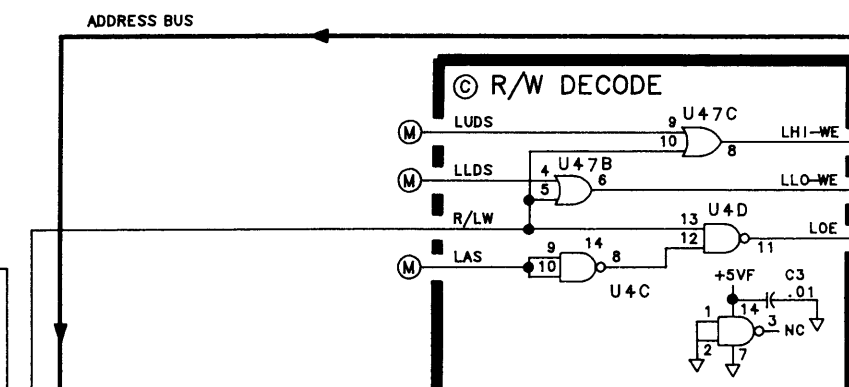 ADDRESS BUS
Ⓒ R/W DECODE
U47C
M LUDS 9 10 8 LHI-WE
U47B
M LLDS 4 5 6 LLO-WE
R/LW 13 12 U4D 11 LOE
M LAS 9 10 14 8
U4C
+5VF C3
.01
14
1 2 3 NC
7